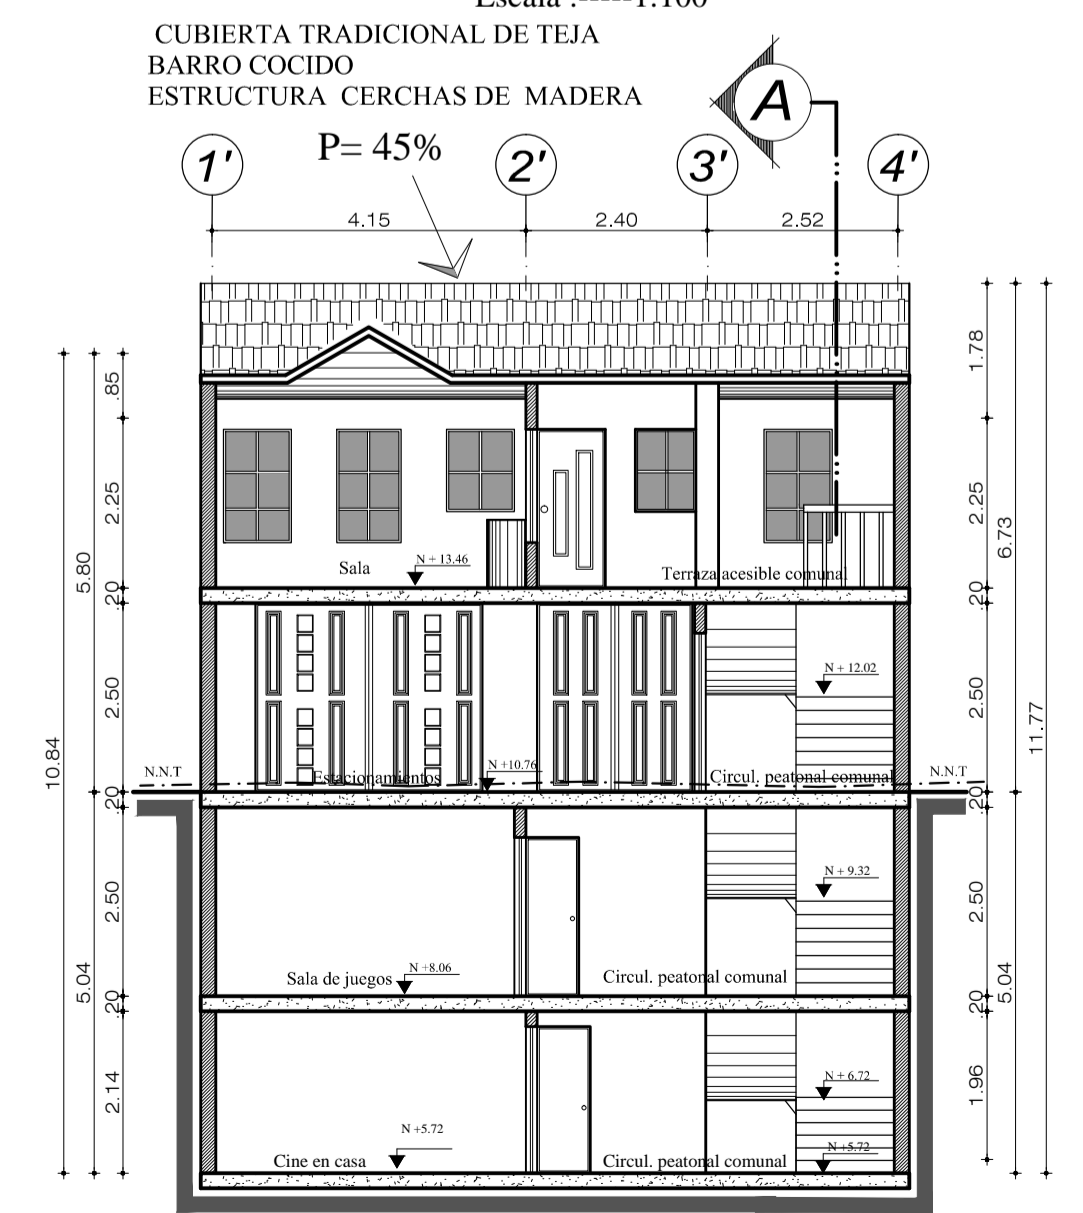 Escala :-----1:100
CUBIERTA TRADICIONAL DE TEJA
BARRO COCIDO
ESTRUCTURA CERCHAS DE MADERA
P= 45%
A
1'
2'
3'
4'
4.15
2.40
2.52
.85
2.25
.20
2.50
.20
2.50
.20
2.14
5.80
5.04
10.84
1.78
2.25
.20
2.50
.20
2.50
.20
1.96
6.73
5.04
11.77
Sala
N + 13.46
Terraza acesible comunal
N + 12.02
N.N.T
Estacionamientos
N +10.76
Circul. peatonal comunal
N.N.T
N + 9.32
Sala de juegos
N +8.06
Circul. peatonal comunal
N + 6.72
N +5.72
Cine en casa
Circul. peatonal comunal
N +5.72